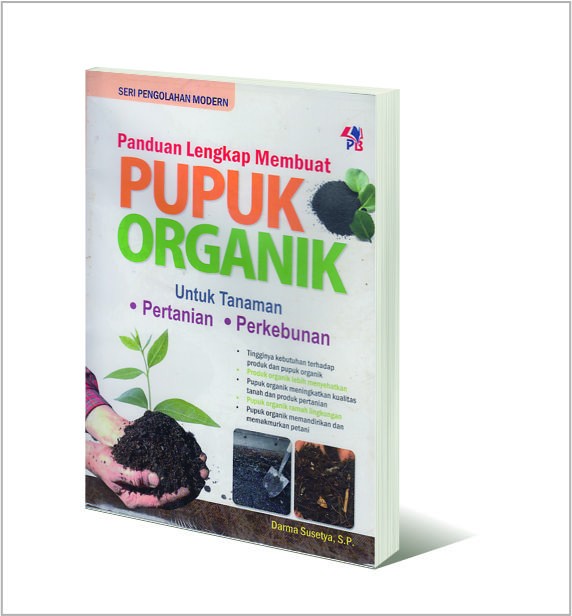 SERI PENGOLAHAN MODERN
PB
Panduan Lengkap Membuat
PUPUK
ORGANIK
Untuk Tanaman
• Pertanian • Perkebunan
• Tingginya kebutuhan terhadap
produk dan pupuk organik
• Produk organik lebih menyehatkan
• Pupuk organik meningkatkan kualitas
tanah dan produk pertanian
• Pupuk organik ramah lingkungan
• Pupuk organik memandirikan dan
memakmurkan petani
Darma Susetya, S.P.